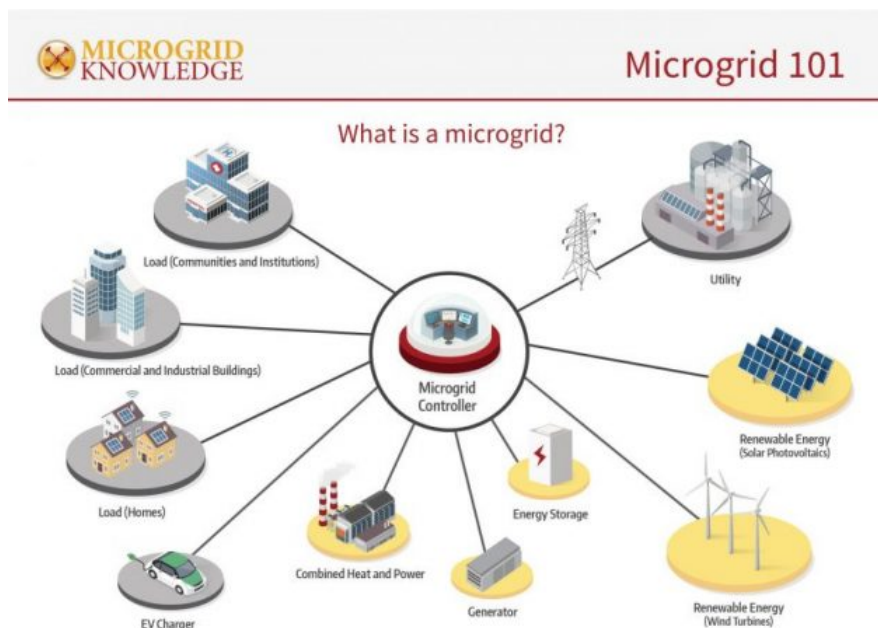 MICROGRID
KNOWLEDGE
Microgrid 101
What is a microgrid?
Load (Communities and Institutions)
Utility
Load (Commercial and Industrial Buildings)
Microgrid
Controller
Renewable Energy
(Solar Photovoltaics)
Load (Homes)
Energy Storage
Combined Heat and Power
Generator
Renewable Energy
(Wind Turbines)
EV Charger